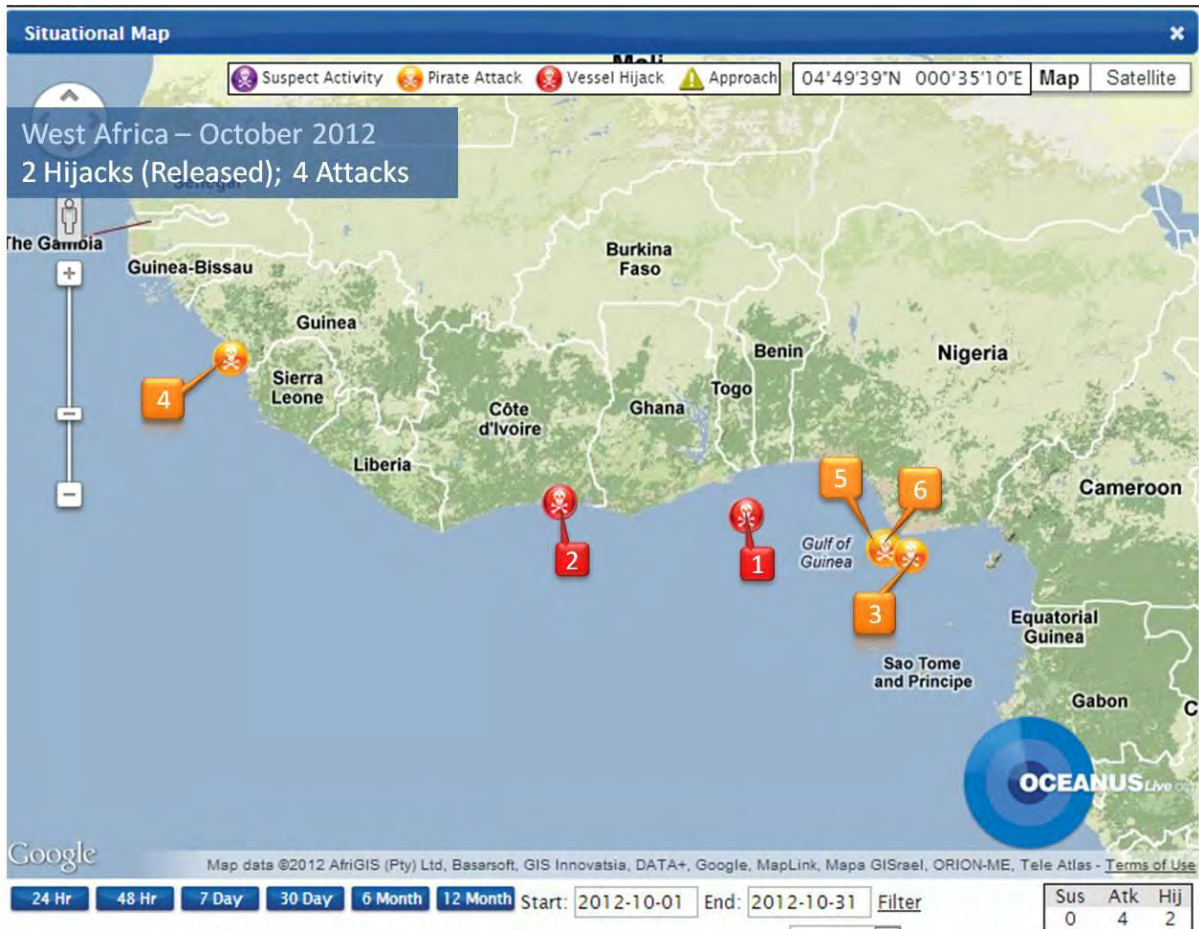 Situational Map
Mali
Suspect Activity Pirate Attack Vessel Hijack Approach
04°49'39"N 000°35'10"E Map Satellite
West Africa – October 2012
2 Hijacks (Released); 4 Attacks
Senegal
The Gambia
Guinea-Bissau
Burkina
Faso
Guinea
Benin
Nigeria
4
Sierra
Leone
Togo
Côte
d'Ivoire
Ghana
Liberia
5
6
Cameroon
2
1
Gulf of
Guinea
3
Equatorial
Guinea
Sao Tome
and Principe
Gabon
C
OCEANUSLive
Google
Map data ©2012 AfriGIS (Pty) Ltd, Basarsoft, GIS Innovatsia, DATA+, Google, MapLink, Mapa GISrael, ORION-ME, Tele Atlas - Terms of Use
24 Hr 48 Hr 7 Day 30 Day 6 Month 12 Month Start: 2012-10-01 End: 2012-10-31 Filter
Sus Atk Hij
0 4 2